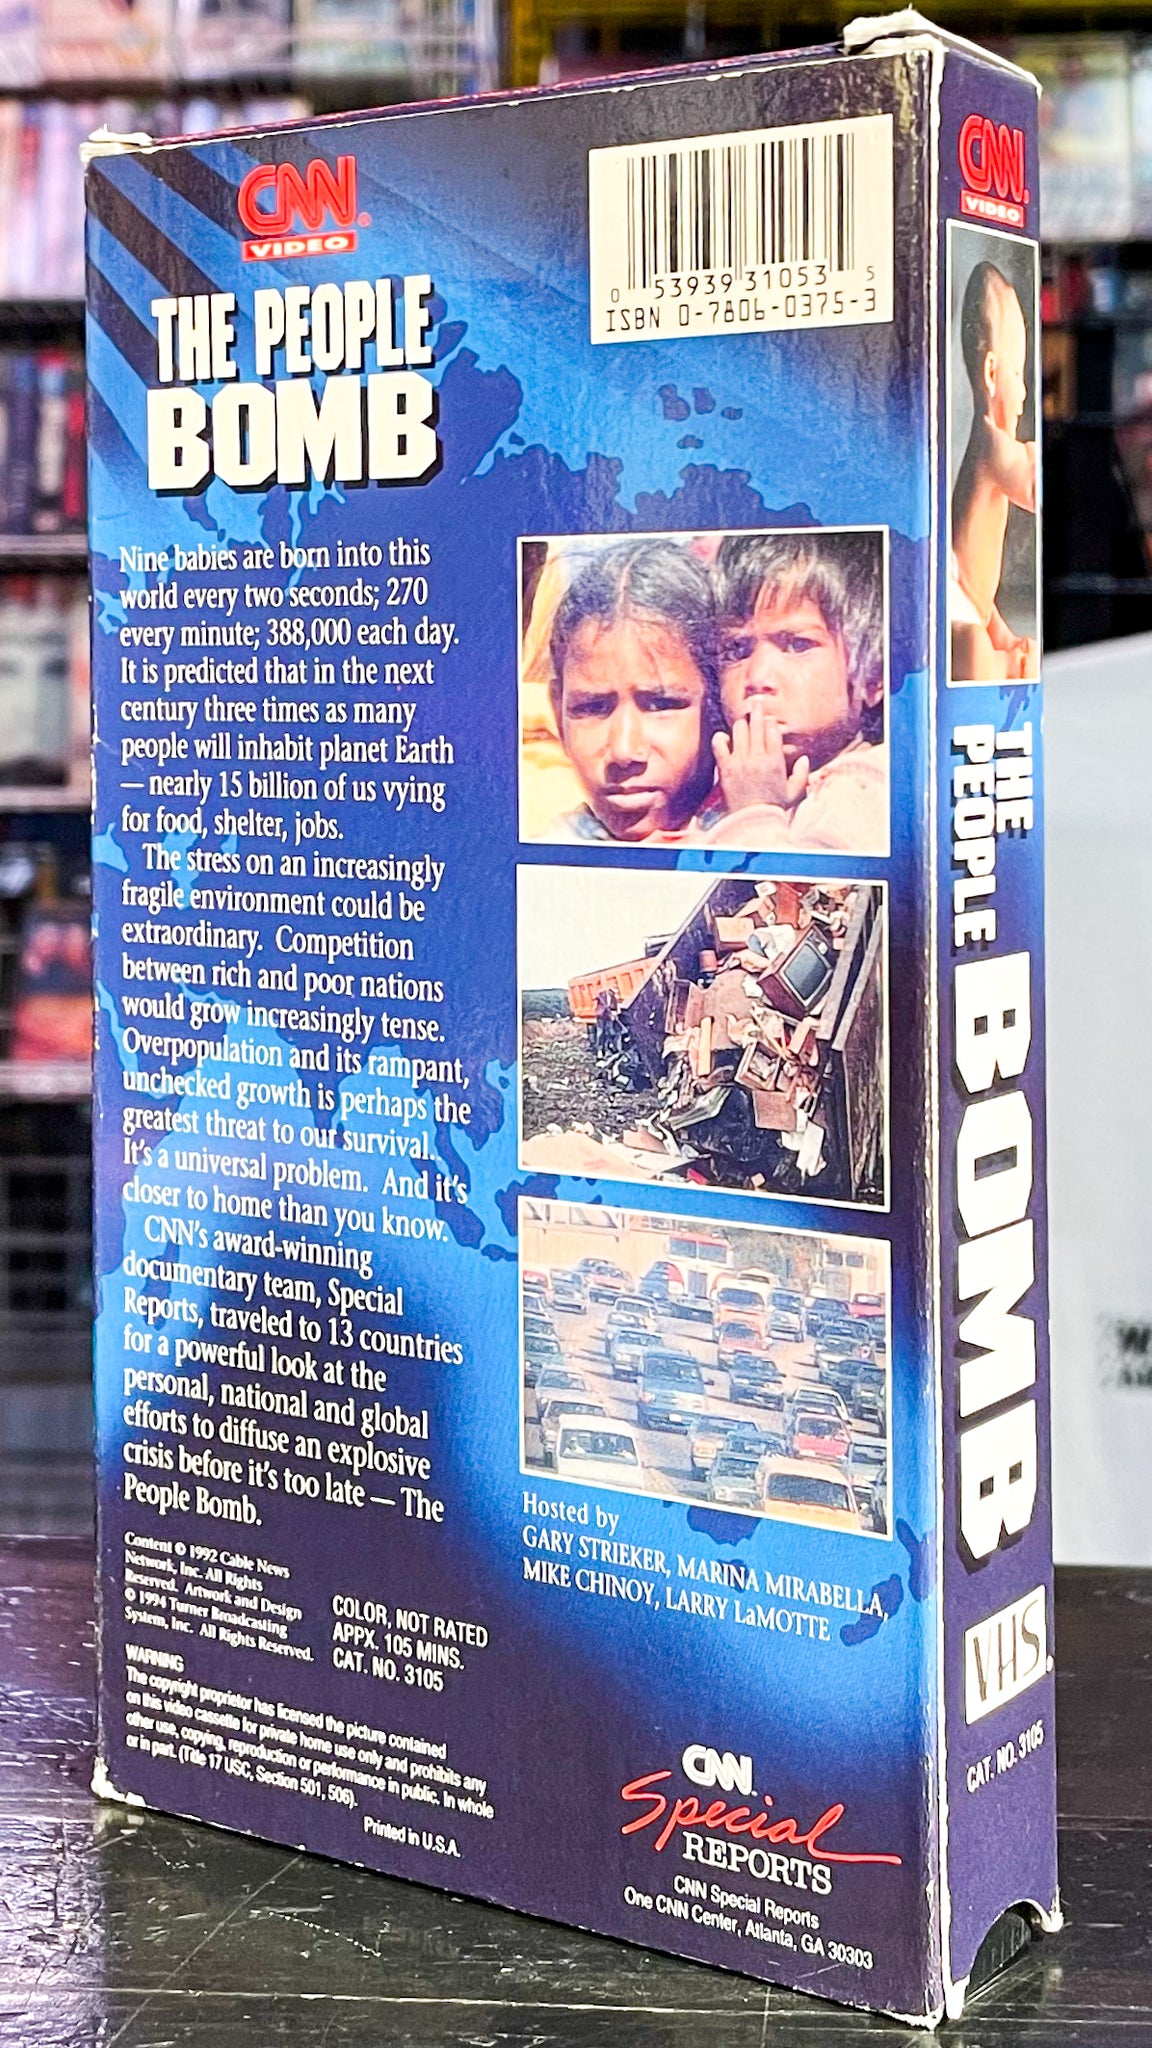 CNN®
VIDEO
THE PEOPLE
BOMB
0 53939 31053 5
ISBN 0-7806-0375-3
Nine babies are born into this
world every two seconds; 270
every minute; 388,000 each day.
It is predicted that in the next
century three times as many
people will inhabit planet Earth
— nearly 15 billion of us vying
for food, shelter, jobs.
The stress on an increasingly
fragile environment could be
extraordinary. Competition
between rich and poor nations
would grow increasingly tense.
Overpopulation and its rampant,
unchecked growth is perhaps the
greatest threat to our survival.
It's a universal problem. And it's
closer to home than you know.
CNN's award-winning
documentary team, Special
Reports, traveled to 13 countries
for a powerful look at the
personal, national and global
efforts to diffuse an explosive
crisis before it's too late — The
People Bomb.
Hosted by
GARY STRIEKER, MARINA MIRABELLA,
MIKE CHINOY, LARRY LaMOTTE
Content © 1992 Cable News
Network, Inc. All Rights
Reserved. Artwork and Design
© 1994 Turner Broadcasting
System, Inc. All Rights Reserved.
COLOR, NOT RATED
APPX. 105 MINS.
CAT. NO. 3105
WARNING
The copyright proprietor has licensed the picture contained
on this video cassette for private home use only and prohibits any
other use, copying, reproduction or performance in public. In whole
or in part. (Title 17 USC, Section 501, 506).
Printed in U.S.A.
CNN.
Special
REPORTS
CNN Special Reports
One CNN Center, Atlanta, GA 30303
CNN.
VIDEO
THE
PEOPLE
BOMB
VHS®
CAT. NO. 3105